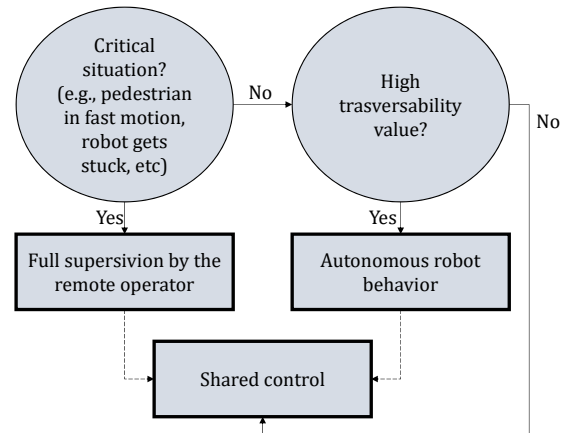 Critical
situation?
(e.g., pedestrian
in fast motion,
robot gets
stuck, etc)
No
High
trasversability
value?
No
Yes
Yes
Full supersivion by the
remote operator
Autonomous robot
behavior
Shared control